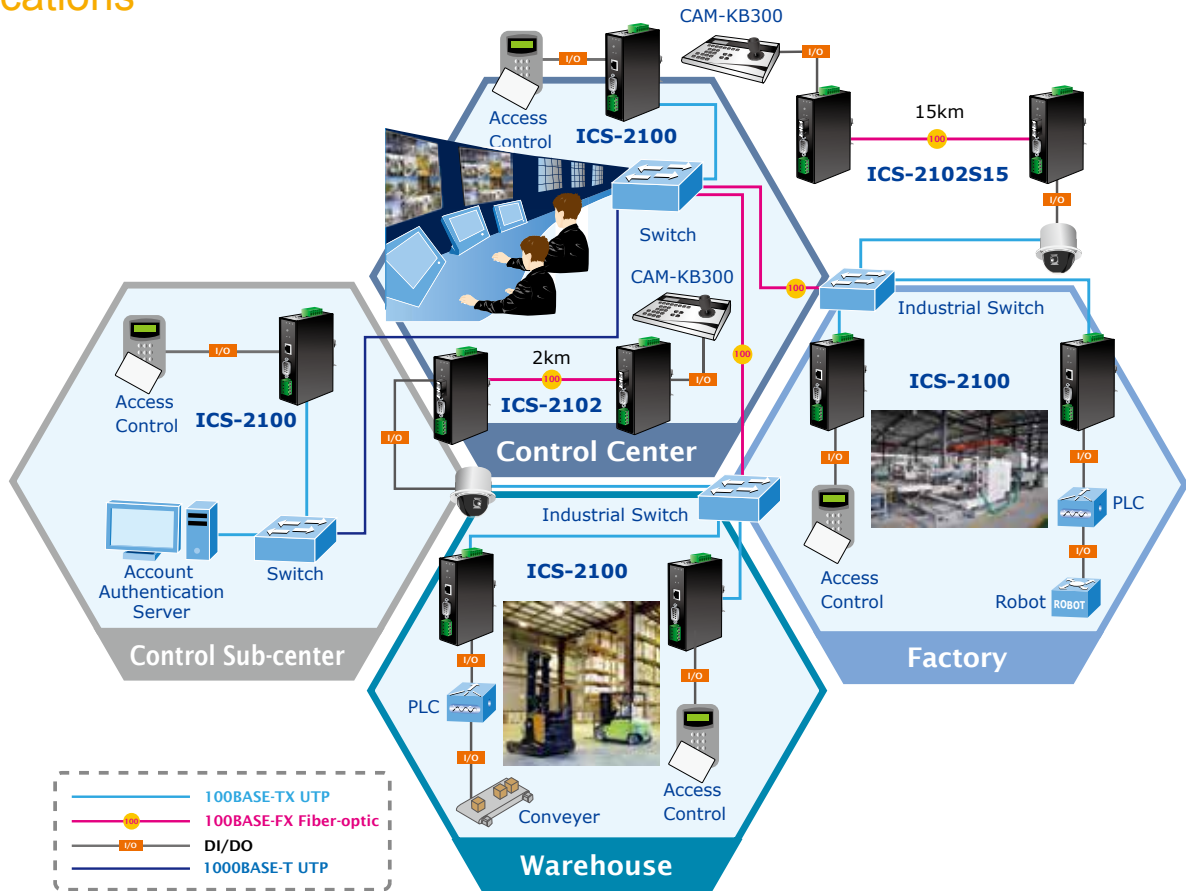 cations
CAM-KB300
I/O
I/O
Access
Control
ICS-2100
15km
100
ICS-2102S15
I/O
Switch
CAM-KB300
100
Industrial Switch
I/O
Access
Control
ICS-2100
2km
100
I/O
ICS-2102
100
ICS-2100
I/O
Control Center
I/O
I/O
PLC
Industrial Switch
I/O
Account
Authentication
Server
Switch
ICS-2100
Access
Control
Robot
ROBOT
Control Sub-center
Factory
I/O
I/O
PLC
I/O
Access
Control
Conveyer
Warehouse
100BASE-TX UTP
100
100BASE-FX Fiber-optic
I/O
DI/DO
1000BASE-T UTP